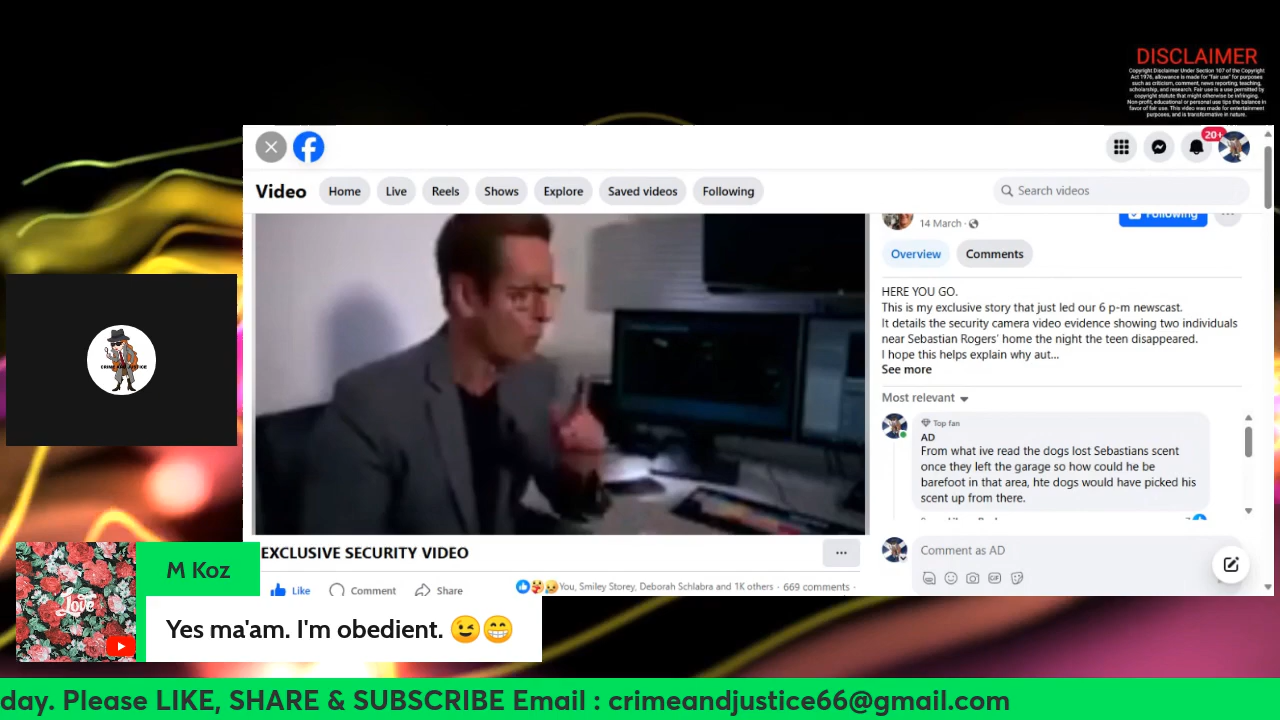 DISCLAIMER
Copyright Disclaimer Under Section 107 of the Copyright
Act 1976, allowance is made for "fair use" for purposes
such as criticism, comment, news reporting, teaching,
scholarship, and research. Fair use is a use permitted by
copyright statute that might otherwise be infringing.
Non-profit, educational or personal use tips the balance in
favor of fair use. This video was made for entertainment
purposes, and is transformative in nature.
20+
Video
Home
Live
Reels
Shows
Explore
Saved videos
Following
Search videos
14 March
Following
Overview
Comments
HERE YOU GO.
This is my exclusive story that just led our 6 p-m newscast.
It details the security camera video evidence showing two individuals
near Sebastian Rogers' home the night the teen disappeared.
I hope this helps explain why aut...
See more
Most relevant
Top fan
AD
From what ive read the dogs lost Sebastians scent
once they left the garage so how could he be
barefoot in that area, hte dogs would have picked his
scent up from there.
Comment as AD
GIF
EXCLUSIVE SECURITY VIDEO
Like
Comment
Share
You, Smiley Storey, Deborah Schlabra and 1K others · 669 comments ·
CRIME AND JUSTICE
Love
M Koz
Yes ma'am. I'm obedient. 😉😁
day. Please LIKE, SHARE & SUBSCRIBE Email : crimeandjustice66@gmail.com